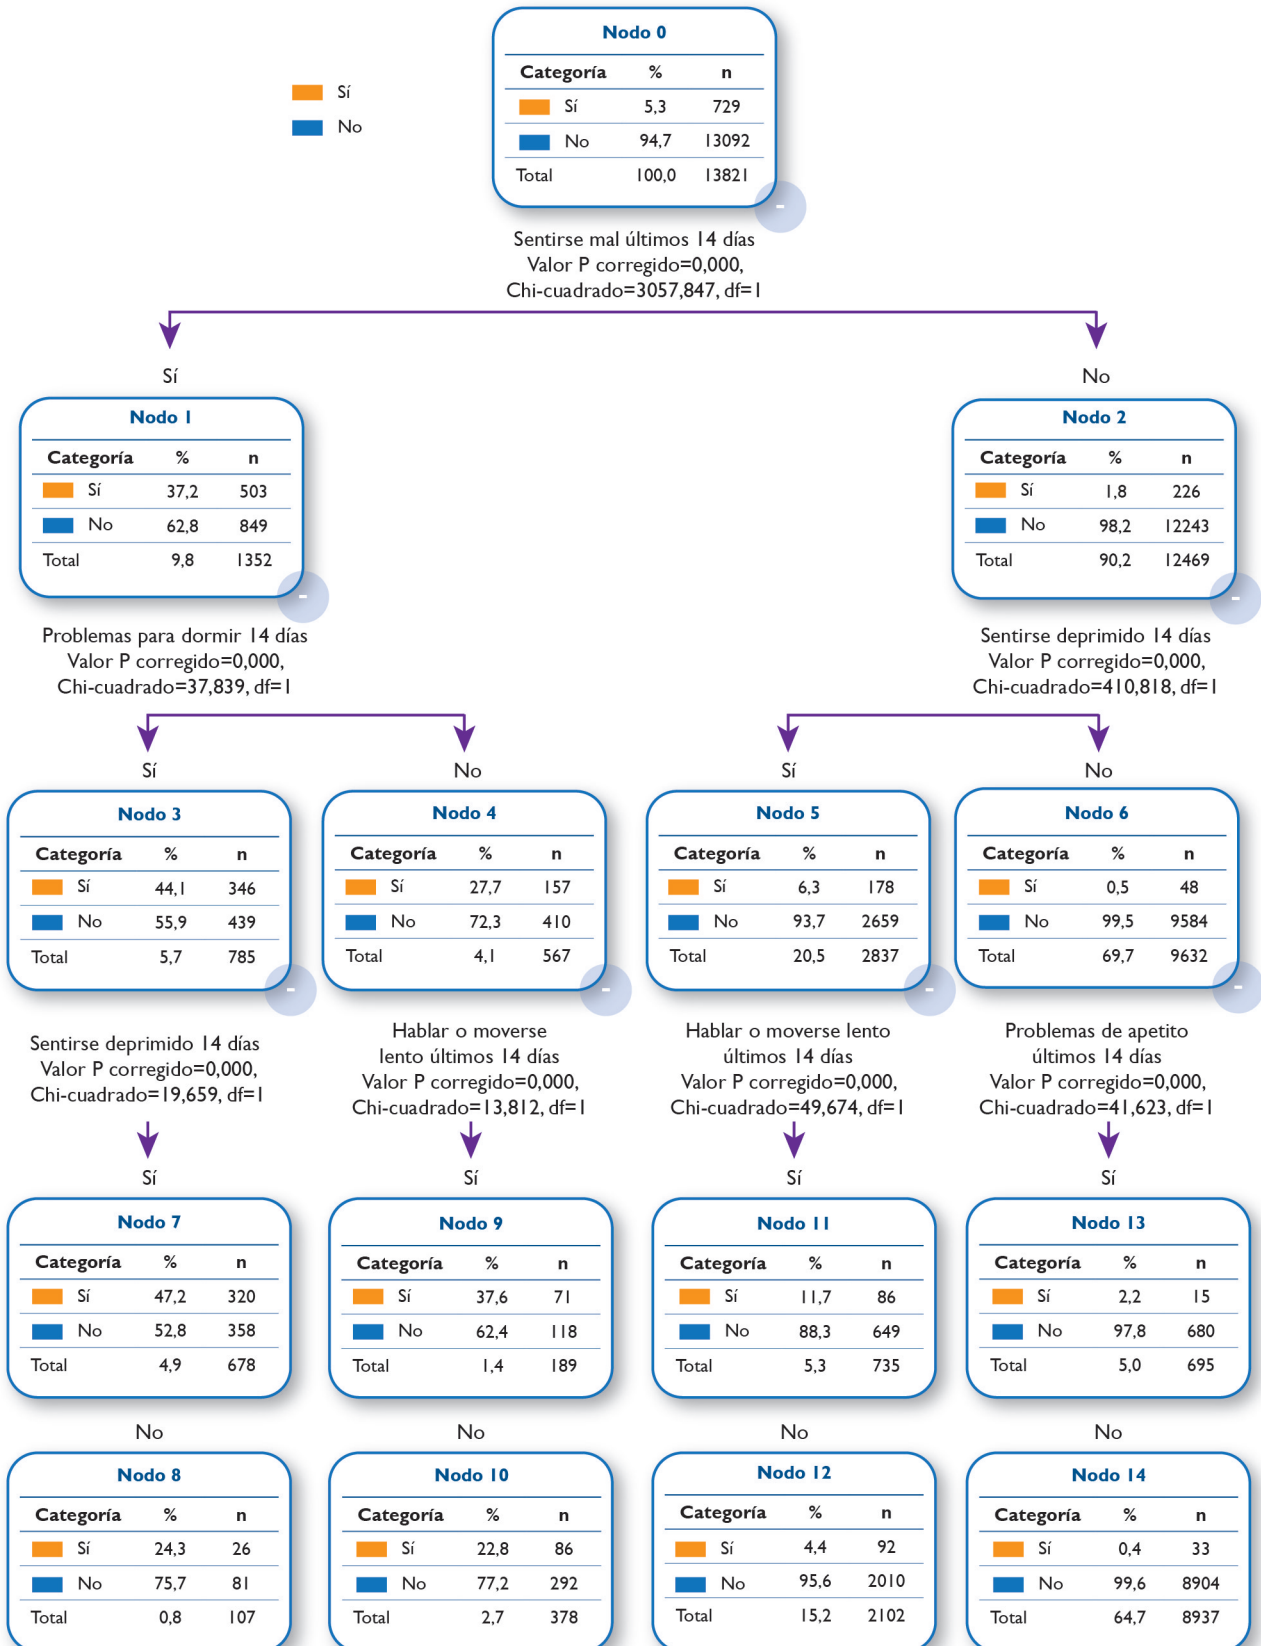 Nodo 0
Categoría % n
Sí 5,3 729
No 94,7 13092
Total 100,0 13821
-
Sí
No
Sentirse mal últimos 14 días
Valor P corregido=0,000,
Chi-cuadrado=3057,847, df=1
Sí
No
Nodo 1
Categoría % n
Sí 37,2 503
No 62,8 849
Total 9,8 1352
-
Problemas para dormir 14 días
Valor P corregido=0,000,
Chi-cuadrado=37,839, df=1
Nodo 2
Categoría % n
Sí 1,8 226
No 98,2 12243
Total 90,2 12469
-
Sentirse deprimido 14 días
Valor P corregido=0,000,
Chi-cuadrado=410,818, df=1
Sí
No
Sí
No
Nodo 3
Categoría % n
Sí 44,1 346
No 55,9 439
Total 5,7 785
-
Sentirse deprimido 14 días
Valor P corregido=0,000,
Chi-cuadrado=19,659, df=1
Nodo 4
Categoría % n
Sí 27,7 157
No 72,3 410
Total 4,1 567
-
Hablar o moverse
lento últimos 14 días
Valor P corregido=0,000,
Chi-cuadrado=13,812, df=1
Nodo 5
Categoría % n
Sí 6,3 178
No 93,7 2659
Total 20,5 2837
-
Hablar o moverse lento
últimos 14 días
Valor P corregido=0,000,
Chi-cuadrado=49,674, df=1
Nodo 6
Categoría % n
Sí 0,5 48
No 99,5 9584
Total 69,7 9632
-
Problemas de apetito
últimos 14 días
Valor P corregido=0,000,
Chi-cuadrado=41,623, df=1
Sí
Sí
Sí
Sí
Nodo 7
Categoría % n
Sí 47,2 320
No 52,8 358
Total 4,9 678
Nodo 9
Categoría % n
Sí 37,6 71
No 62,4 118
Total 1,4 189
Nodo 11
Categoría % n
Sí 11,7 86
No 88,3 649
Total 5,3 735
Nodo 13
Categoría % n
Sí 2,2 15
No 97,8 680
Total 5,0 695
No
No
No
No
Nodo 8
Categoría % n
Sí 24,3 26
No 75,7 81
Total 0,8 107
Nodo 10
Categoría % n
Sí 22,8 86
No 77,2 292
Total 2,7 378
Nodo 12
Categoría % n
Sí 4,4 92
No 95,6 2010
Total 15,2 2102
Nodo 14
Categoría % n
Sí 0,4 33
No 99,6 8904
Total 64,7 8937